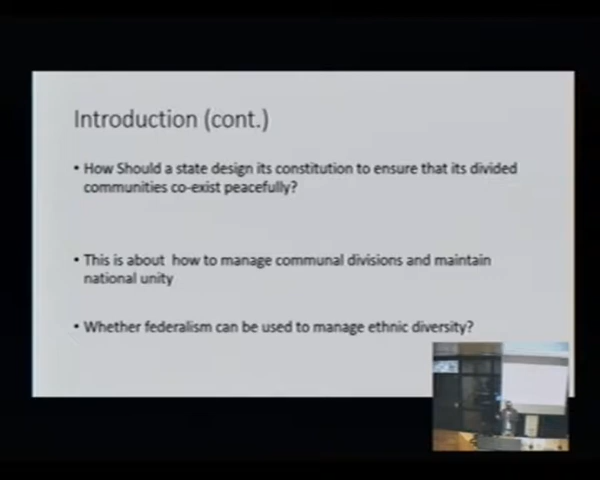 Introduction (cont.)
• How Should a state design its constitution to ensure that its divided
communities co-exist peacefully?
• This is about how to manage communal divisions and maintain
national unity
• Whether federalism can be used to manage ethnic diversity?